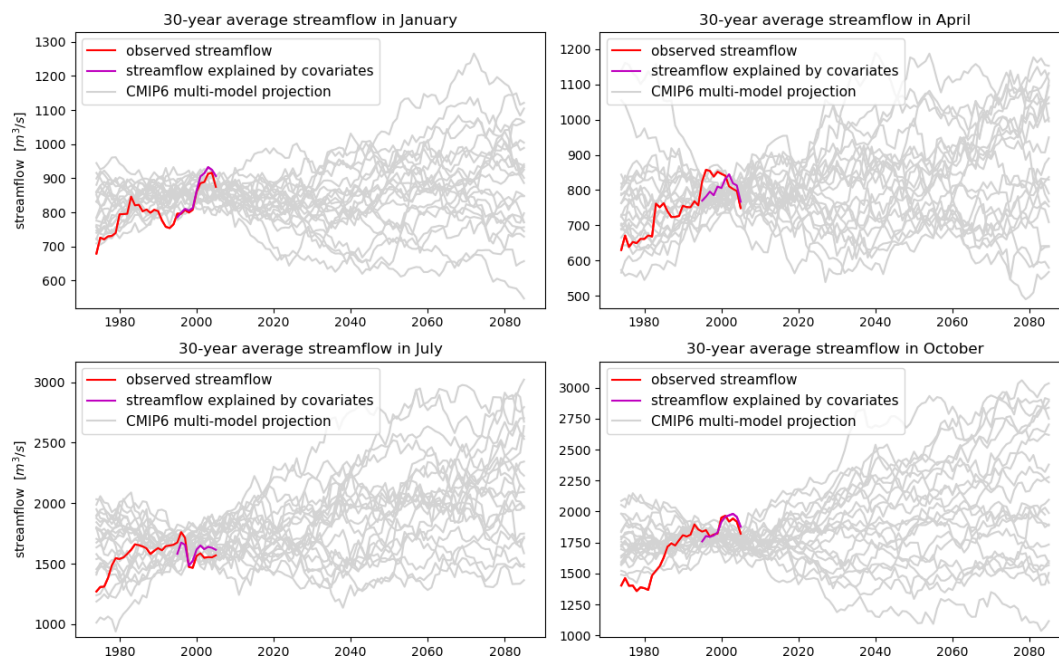 30-year average streamflow in January
1300
1200
1100
1000
900
800
700
600
streamflow [m³/s]
observed streamflow
streamflow explained by covariates
CMIP6 multi-model projection
1980 2000 2020 2040 2060 2080
30-year average streamflow in April
1200
1100
1000
900
800
700
600
500
observed streamflow
streamflow explained by covariates
CMIP6 multi-model projection
1980 2000 2020 2040 2060 2080
30-year average streamflow in July
3000
2500
2000
1500
1000
streamflow [m³/s]
observed streamflow
streamflow explained by covariates
CMIP6 multi-model projection
1980 2000 2020 2040 2060 2080
30-year average streamflow in October
3000
2750
2500
2250
2000
1750
1500
1250
1000
observed streamflow
streamflow explained by covariates
CMIP6 multi-model projection
1980 2000 2020 2040 2060 2080